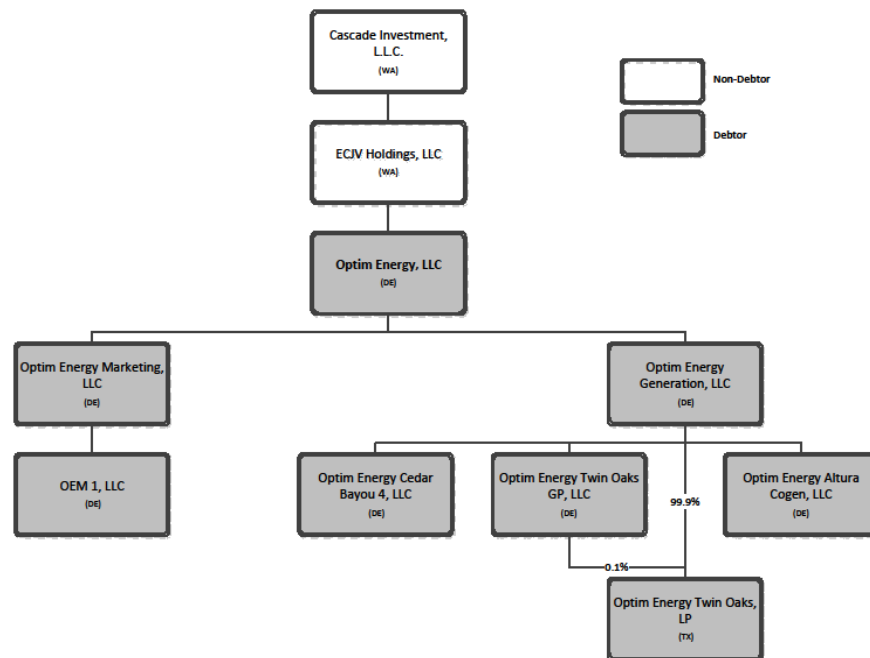 Cascade Investment,
L.L.C.
(WA)
Non-Debtor
Debtor
ECJV Holdings, LLC
(WA)
Optim Energy, LLC
(DE)
Optim Energy Marketing,
LLC
(DE)
Optim Energy
Generation, LLC
(DE)
OEM 1, LLC
(DE)
Optim Energy Cedar
Bayou 4, LLC
(DE)
Optim Energy Twin Oaks
GP, LLC
(DE)
99.9%
Optim Energy Altura
Cogen, LLC
(DE)
0.1%
Optim Energy Twin Oaks,
LP
(TX)